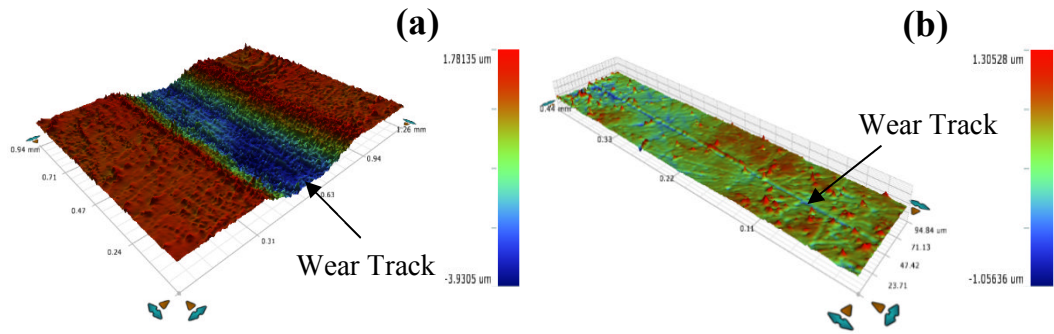 (a)
1.78135 um
-3.9305 um
0.94 mm
0.71
0.47
0.24
0.31
0.63
0.94
1.26 mm
Wear Track
(b)
1.30528 um
-1.05636 um
0.44 mm
0.33
0.22
0.11
94.84 um
71.13
47.42
23.71
Wear Track